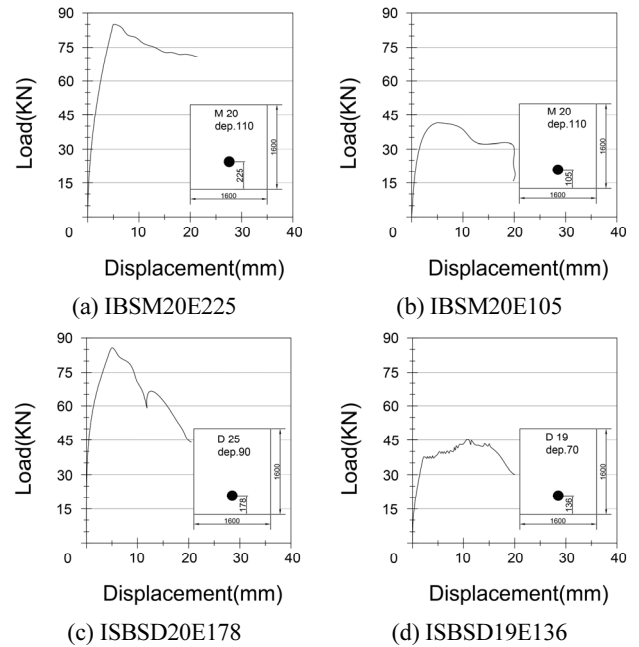 90
75
60
45
30
15
0
Load(KN)
M 20
dep.110
225
1600
1600
0 10 20 30 40
Displacement(mm)
(a) IBSM20E225
90
75
60
45
30
15
0
Load(KN)
M 20
dep.110
105
1600
1600
0 10 20 30 40
Displacement(mm)
(b) IBSM20E105
90
75
60
45
30
15
Load(KN)
D 25
dep.90
178
1600
1600
0 10 20 30 40
Displacement(mm)
(c) ISBSD20E178
90
75
60
45
30
15
Load(KN)
D 19
dep.70
136
1600
1600
0 10 20 30 40
Displacement(mm)
(d) ISBSD19E136